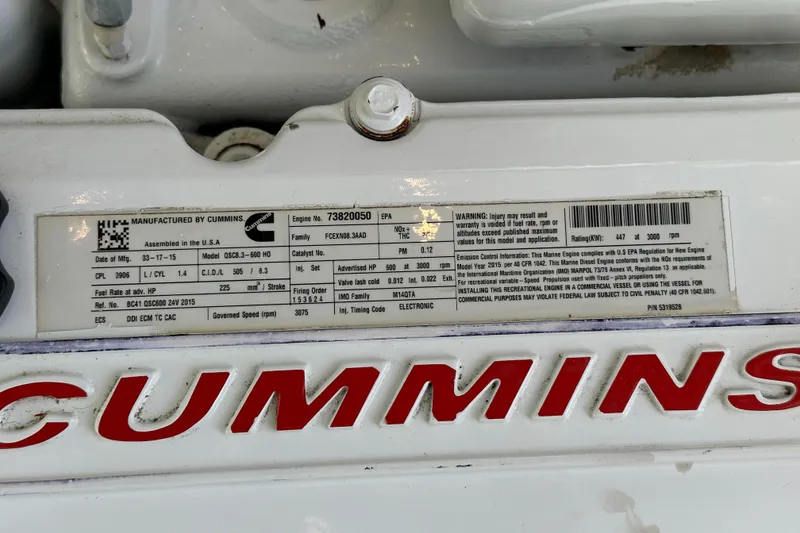 MANUFACTURED BY CUMMINS
Cummins
Assembled in the U.S.A
Date of Mfg. 03-17-15 Model QSC8.3-600 HO
CPL 3906 L / CYL 1.4 C.I.D./L 505 / 8.3
Fuel Rate at adv. HP 225 mm³ / Stroke
Ref. No. BC41 QSC600 24V 2015
ECS DDI ECM TC CAC Governed Speed (rpm) 3075
Engine No. 73820050
Family FCEXN08.3AAD
Catalyst No.
Inj. Set
Firing Order
153624
EPA
NOx+
THC
PM 0.12
Advertised HP 600 at 3000 rpm
Valve lash cold 0.012 Int. 0.022 Exh.
IMO Family M14QTA
Inj. Timing Code ELECTRONIC
WARNING: Injury may result and
warranty is voided if fuel rate, rpm or
altitudes exceed published maximum
values for this model and application.
Rating(KW): 447 at 3000 rpm
Emission Control Information: This Marine Engine complies with U.S EPA Regulation for New Engine
Model Year 2015 per 40 CFR 1042. This Marine Diesel Engine conforms with the NOx requirements of
the International Maritime Organization (IMO) MARPOL 73/78 Annex VI, Regulation 13 as applicable.
For recreational variable-Speed Propulsion used with fixed-pitch propellers only.
INSTALLING THIS RECREATIONAL ENGINE IN A COMMERCIAL VESSEL OR USING THE VESSEL FOR
COMMERCIAL PURPOSES MAY VIOLATE FEDERAL LAW SUBJECT TO CIVIL PENALTY (40 CFR 1042.601).
P/N 5319528
CUMMINS